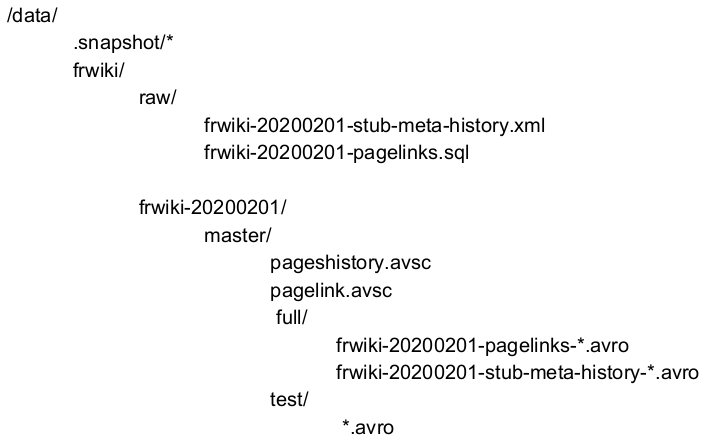 /data/
.snapshot/*
frwiki/
raw/
frwiki-20200201-stub-meta-history.xml
frwiki-20200201-pagelinks.sql
frwiki-20200201/
master/
pageshistory.avsc
pagelink.avsc
full/
frwiki-20200201-pagelinks-*.avro
frwiki-20200201-stub-meta-history-*.avro
test/
*.avro